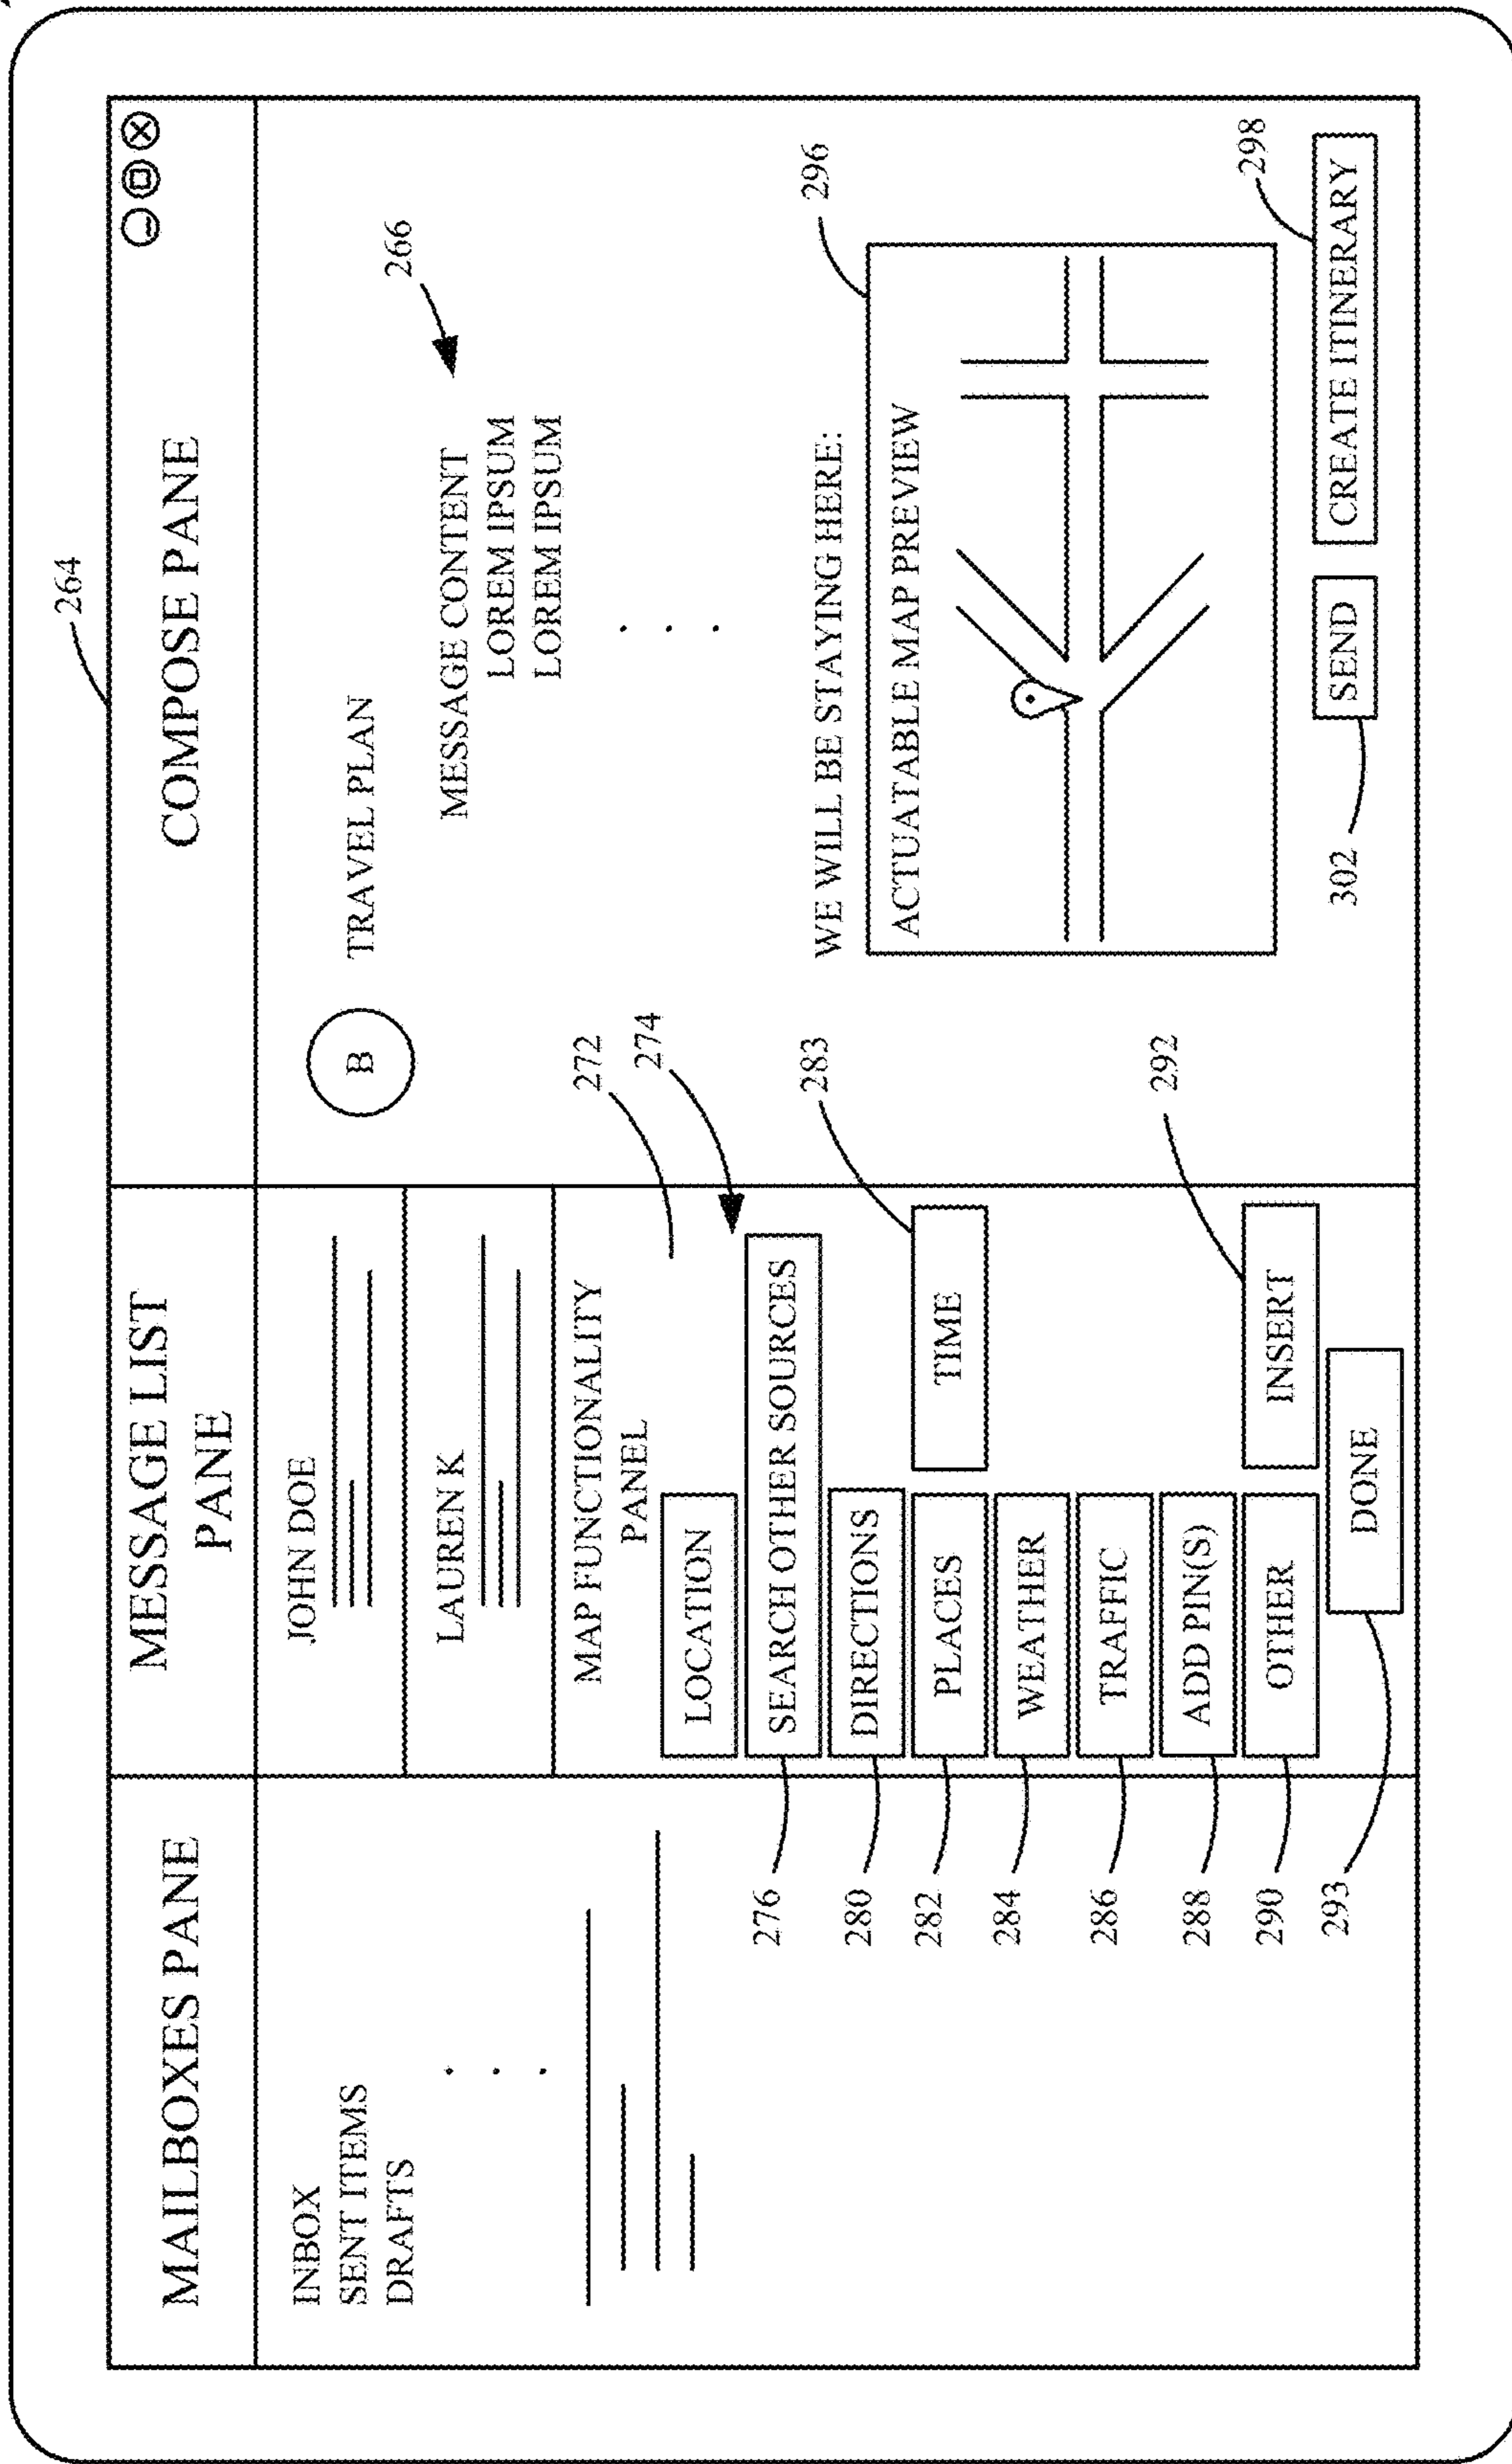 264
MAILBOXES PANE
INBOX
SENT ITEMS
DRAFTS
. . .
MESSAGE LIST
PANE
JOHN DOE
LAUREN K
MAP FUNCTIONALITY
PANEL
272
274
LOCATION
SEARCH OTHER SOURCES
276
DIRECTIONS
280
PLACES
282
TIME
283
WEATHER
284
TRAFFIC
286
ADD PIN(S)
288
OTHER
290
INSERT
292
DONE
293
COMPOSE PANE
B
TRAVEL PLAN
266
MESSAGE CONTENT
LOREM IPSUM
LOREM IPSUM
. . .
WE WILL BE STAYING HERE:
296
ACTUATABLE MAP PREVIEW
SEND
302
CREATE ITINERARY
298